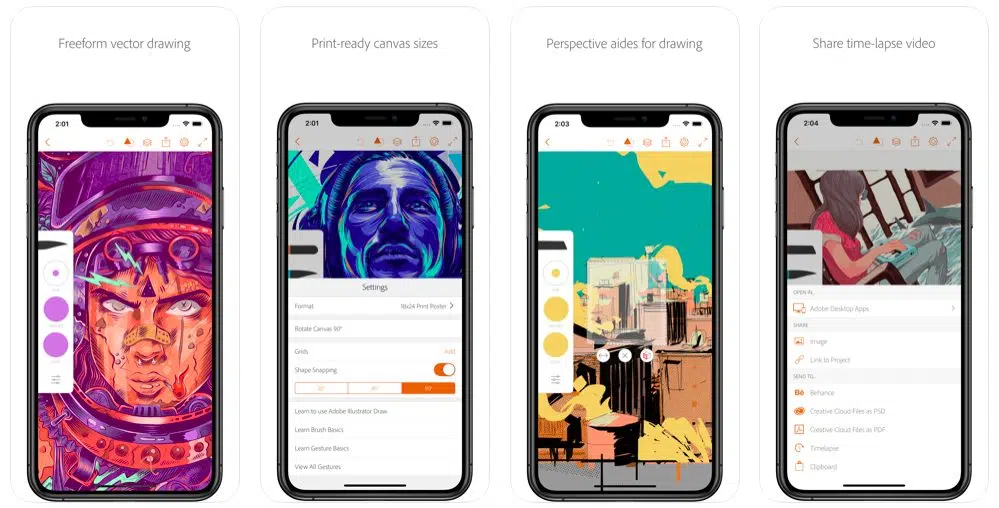 Freeform vector drawing
2:01
Print-ready canvas sizes
2:01
Settings
Format 18x24 Print Poster
Rotate Canvas 90°
Grids Add
Shape Snapping
Learn to use Adobe Illustrator Draw
Learn Brush Basics
Learn Gesture Basics
View All Gestures
Perspective aides for drawing
2:03
Share time-lapse video
2:04
OPEN IN..
Adobe Desktop Apps
SHARE
Image
Link to Project
SEND TO..
Bē Behance
Creative Cloud Files as PSD
Creative Cloud Files as PDF
Timelapse
Clipboard